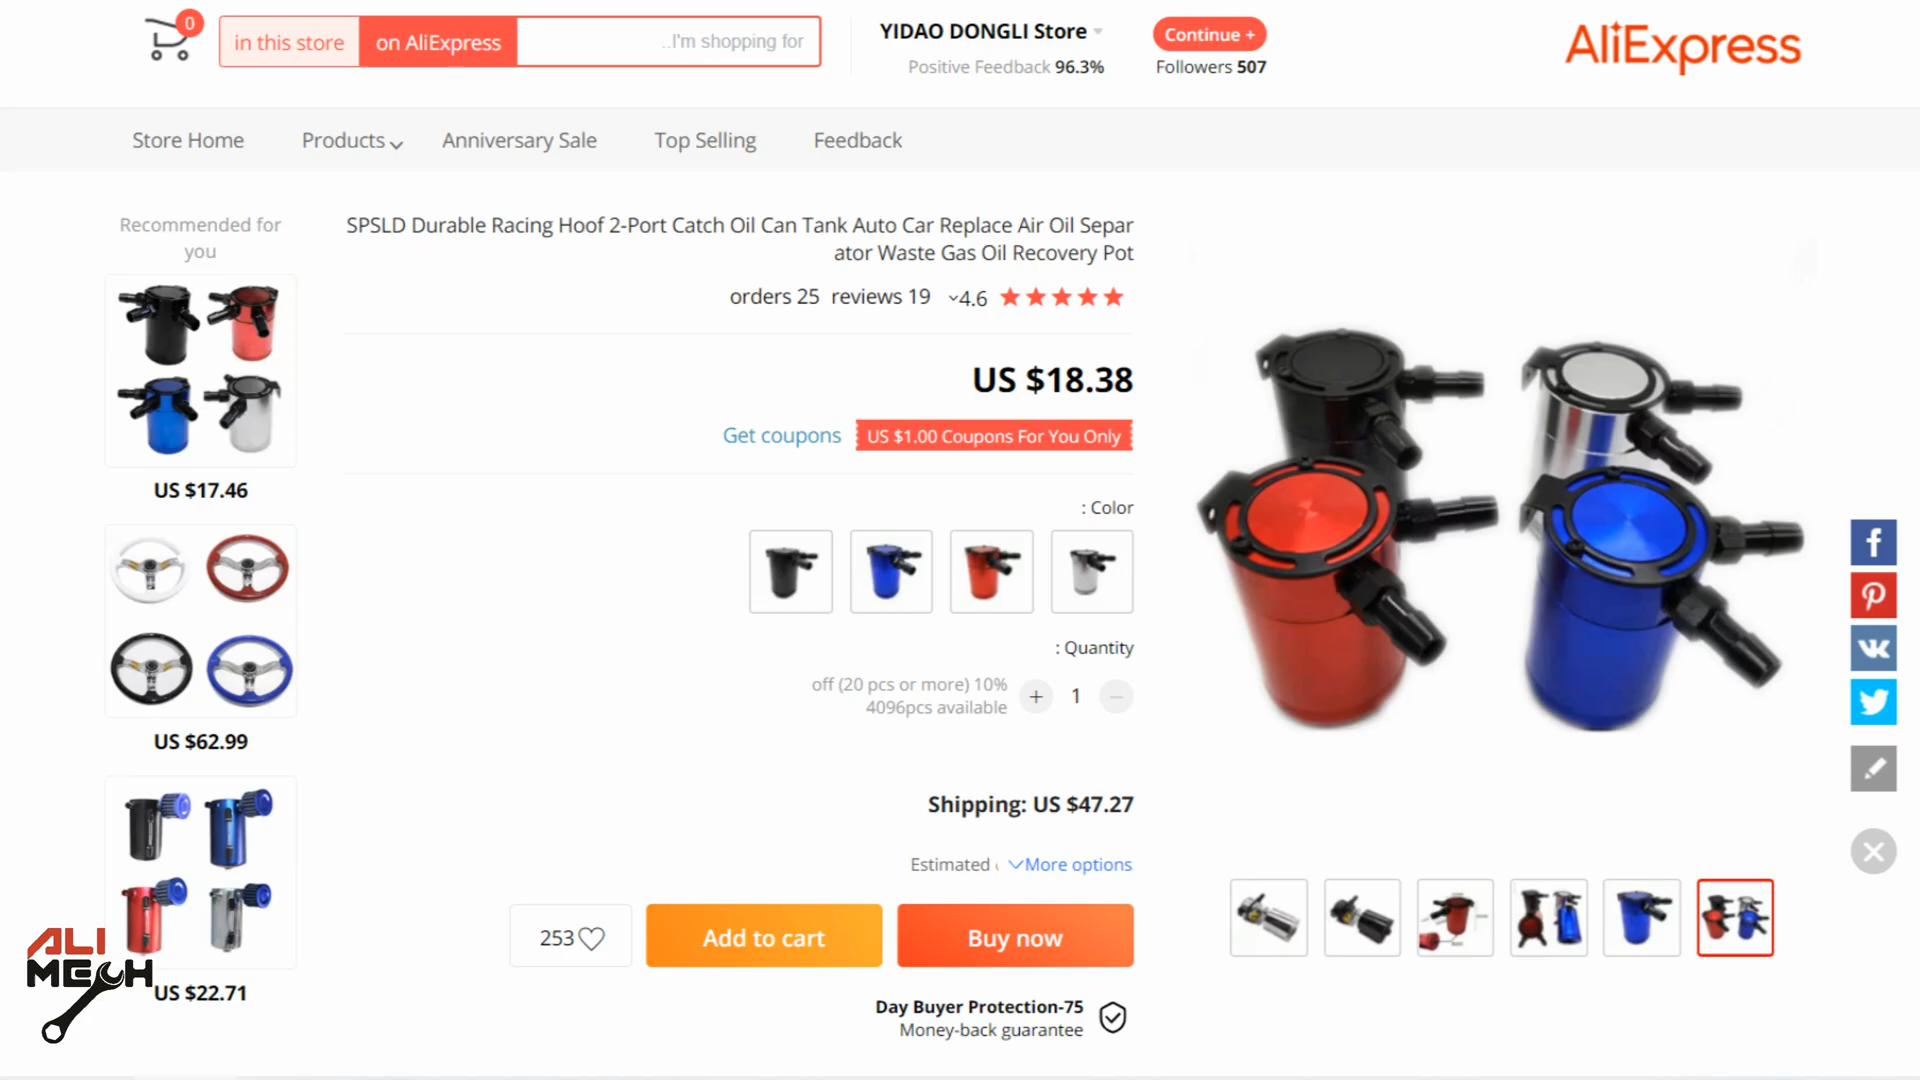 0
in this store
on AliExpress
..I'm shopping for
YIDAO DONGLI Store
Positive Feedback 96.3%
Continue +
Followers 507
AliExpress
Store Home
Products
Anniversary Sale
Top Selling
Feedback
Recommended for
you
US $17.46
US $62.99
US $22.71
ALI
MECH
SPSLD Durable Racing Hoof 2-Port Catch Oil Can Tank Auto Car Replace Air Oil Separ
ator Waste Gas Oil Recovery Pot
orders 25 reviews 19 4.6
US $18.38
Get coupons
US $1.00 Coupons For You Only
: Color
: Quantity
off (20 pcs or more) 10%
4096pcs available
+ 1 −
Shipping: US $47.27
Estimated
More options
253
Add to cart
Buy now
Day Buyer Protection-75
Money-back guarantee